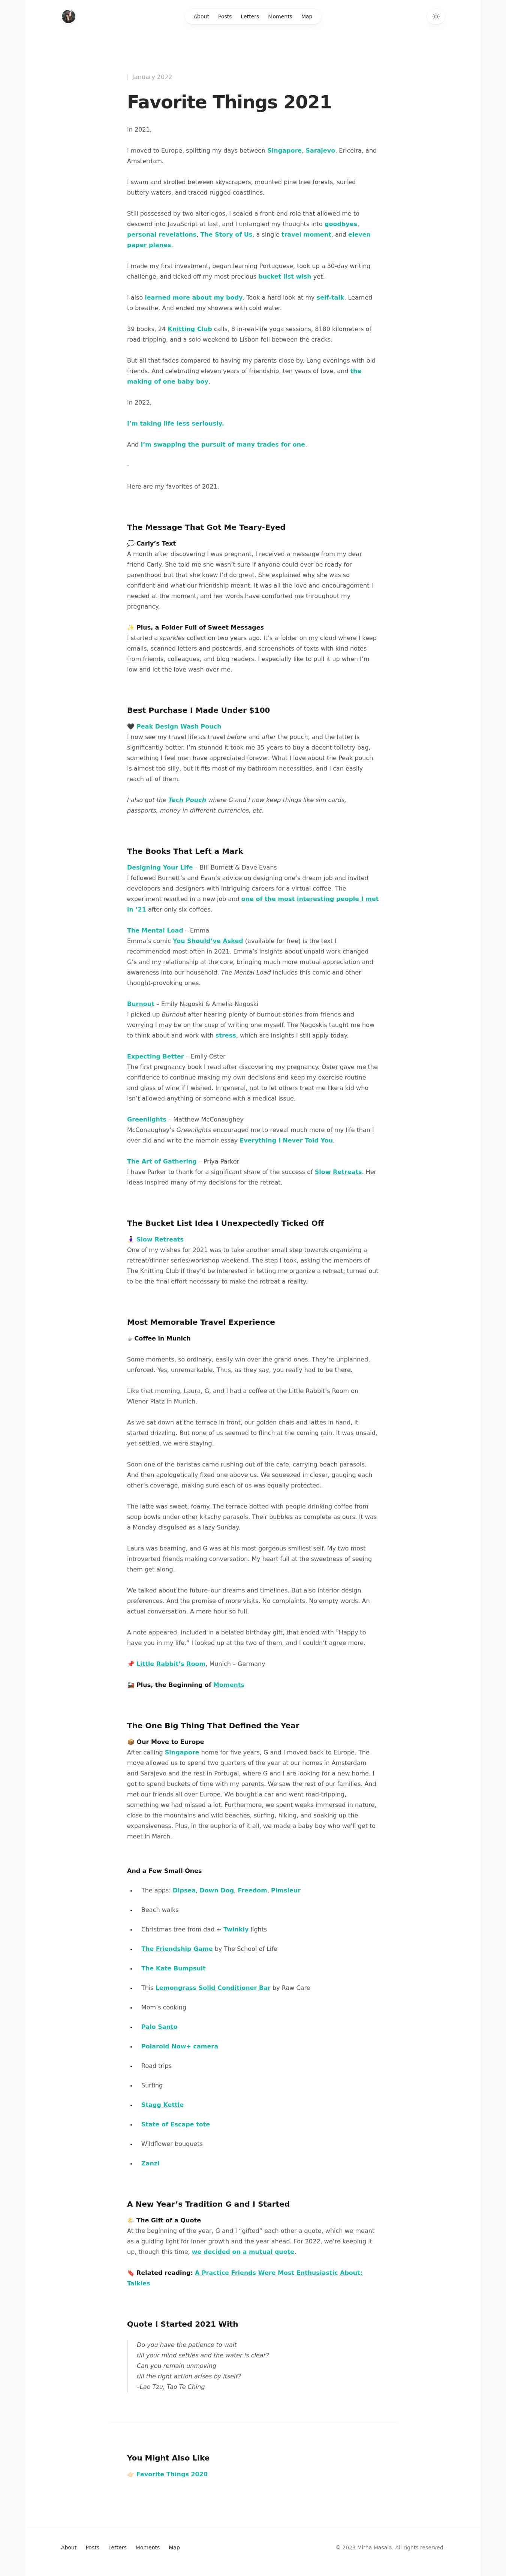 About Posts Letters Moments Map
January 2022
Favorite Things 2021
In 2021,
I moved to Europe, splitting my days between Singapore, Sarajevo, Ericeira, and
Amsterdam.
I swam and strolled between skyscrapers, mounted pine tree forests, surfed
buttery waters, and traced rugged coastlines.
Still possessed by two alter egos, I sealed a front-end role that allowed me to
descend into JavaScript at last, and I untangled my thoughts into goodbyes,
personal revelations, The Story of Us, a single travel moment, and eleven
paper planes.
I made my first investment, began learning Portuguese, took up a 30-day writing
challenge, and ticked off my most precious bucket list wish yet.
I also learned more about my body. Took a hard look at my self-talk. Learned
to breathe. And ended my showers with cold water.
39 books, 24 Knitting Club calls, 8 in-real-life yoga sessions, 8180 kilometers of
road-tripping, and a solo weekend to Lisbon fell between the cracks.
But all that fades compared to having my parents close by. Long evenings with old
friends. And celebrating eleven years of friendship, ten years of love, and the
making of one baby boy.
In 2022,
I'm taking life less seriously.
And I'm swapping the pursuit of many trades for one.
·
Here are my favorites of 2021.
The Message That Got Me Teary-Eyed
💭 Carly's Text
A month after discovering I was pregnant, I received a message from my dear
friend Carly. She told me she wasn't sure if anyone could ever be ready for
parenthood but that she knew I'd do great. She explained why she was so
confident and what our friendship meant. It was all the love and encouragement I
needed at the moment, and her words have comforted me throughout my
pregnancy.
✨ Plus, a Folder Full of Sweet Messages
I started a sparkles collection two years ago. It's a folder on my cloud where I keep
emails, scanned letters and postcards, and screenshots of texts with kind notes
from friends, colleagues, and blog readers. I especially like to pull it up when I'm
low and let the love wash over me.
Best Purchase I Made Under $100
🖤 Peak Design Wash Pouch
I now see my travel life as travel before and after the pouch, and the latter is
significantly better. I'm stunned it took me 35 years to buy a decent toiletry bag,
something I feel men have appreciated forever. What I love about the Peak pouch
is almost too silly, but it fits most of my bathroom necessities, and I can easily
reach all of them.
I also got the Tech Pouch where G and I now keep things like sim cards,
passports, money in different currencies, etc.
The Books That Left a Mark
Designing Your Life – Bill Burnett & Dave Evans
I followed Burnett's and Evan's advice on designing one's dream job and invited
developers and designers with intriguing careers for a virtual coffee. The
experiment resulted in a new job and one of the most interesting people I met
in '21 after only six coffees.
The Mental Load – Emma
Emma's comic You Should've Asked (available for free) is the text I
recommended most often in 2021. Emma's insights about unpaid work changed
G's and my relationship at the core, bringing much more mutual appreciation and
awareness into our household. The Mental Load includes this comic and other
thought-provoking ones.
Burnout – Emily Nagoski & Amelia Nagoski
I picked up Burnout after hearing plenty of burnout stories from friends and
worrying I may be on the cusp of writing one myself. The Nagoskis taught me how
to think about and work with stress, which are insights I still apply today.
Expecting Better – Emily Oster
The first pregnancy book I read after discovering my pregnancy. Oster gave me the
confidence to continue making my own decisions and keep my exercise routine
and glass of wine if I wished. In general, not to let others treat me like a kid who
isn't allowed anything or someone with a medical issue.
Greenlights – Matthew McConaughey
McConaughey's Greenlights encouraged me to reveal much more of my life than I
ever did and write the memoir essay Everything I Never Told You.
The Art of Gathering – Priya Parker
I have Parker to thank for a significant share of the success of Slow Retreats. Her
ideas inspired many of my decisions for the retreat.
The Bucket List Idea I Unexpectedly Ticked Off
Slow Retreats
One of my wishes for 2021 was to take another small step towards organizing a
retreat/dinner series/workshop weekend. The step I took, asking the members of
The Knitting Club if they'd be interested in letting me organize a retreat, turned out
to be the final effort necessary to make the retreat a reality.
Most Memorable Travel Experience
☕ Coffee in Munich
Some moments, so ordinary, easily win over the grand ones. They're unplanned,
unforced. Yes, unremarkable. Thus, as they say, you really had to be there.
Like that morning, Laura, G, and I had a coffee at the Little Rabbit's Room on
Wiener Platz in Munich.
As we sat down at the terrace in front, our golden chais and lattes in hand, it
started drizzling. But none of us seemed to flinch at the coming rain. It was unsaid,
yet settled, we were staying.
Soon one of the baristas came rushing out of the cafe, carrying beach parasols.
And then apologetically fixed one above us. We squeezed in closer, gauging each
other's coverage, making sure each of us was equally protected.
The latte was sweet, foamy. The terrace dotted with people drinking coffee from
soup bowls under other kitschy parasols. Their bubbles as complete as ours. It was
a Monday disguised as a lazy Sunday.
Laura was beaming, and G was at his most gorgeous smiliest self. My two most
introverted friends making conversation. My heart full at the sweetness of seeing
them get along.
We talked about the future–our dreams and timelines. But also interior design
preferences. And the promise of more visits. No complaints. No empty words. An
actual conversation. A mere hour so full.
A note appeared, included in a belated birthday gift, that ended with "Happy to
have you in my life." I looked up at the two of them, and I couldn't agree more.
📌 Little Rabbit's Room, Munich – Germany
🚂 Plus, the Beginning of Moments
The One Big Thing That Defined the Year
📦 Our Move to Europe
After calling Singapore home for five years, G and I moved back to Europe. The
move allowed us to spend two quarters of the year at our homes in Amsterdam
and Sarajevo and the rest in Portugal, where G and I are looking for a new home. I
got to spend buckets of time with my parents. We saw the rest of our families. And
met our friends all over Europe. We bought a car and went road-tripping,
something we had missed a lot. Furthermore, we spent weeks immersed in nature,
close to the mountains and wild beaches, surfing, hiking, and soaking up the
expansiveness. Plus, in the euphoria of it all, we made a baby boy who we'll get to
meet in March.
And a Few Small Ones
• The apps: Dipsea, Down Dog, Freedom, Pimsleur
• Beach walks
• Christmas tree from dad + Twinkly lights
• The Friendship Game by The School of Life
• The Kate Bumpsuit
• This Lemongrass Solid Conditioner Bar by Raw Care
• Mom's cooking
• Palo Santo
• Polaroid Now+ camera
• Road trips
• Surfing
• Stagg Kettle
• State of Escape tote
• Wildflower bouquets
• Zanzi
A New Year's Tradition G and I Started
The Gift of a Quote
At the beginning of the year, G and I "gifted" each other a quote, which we meant
as a guiding light for inner growth and the year ahead. For 2022, we're keeping it
up, though this time, we decided on a mutual quote.
🔖 Related reading: A Practice Friends Were Most Enthusiastic About:
Talkies
Quote I Started 2021 With
Do you have the patience to wait
till your mind settles and the water is clear?
Can you remain unmoving
till the right action arises by itself?
–Lao Tzu, Tao Te Ching
You Might Also Like
Favorite Things 2020
About Posts Letters Moments Map
© 2023 Mirha Masala. All rights reserved.